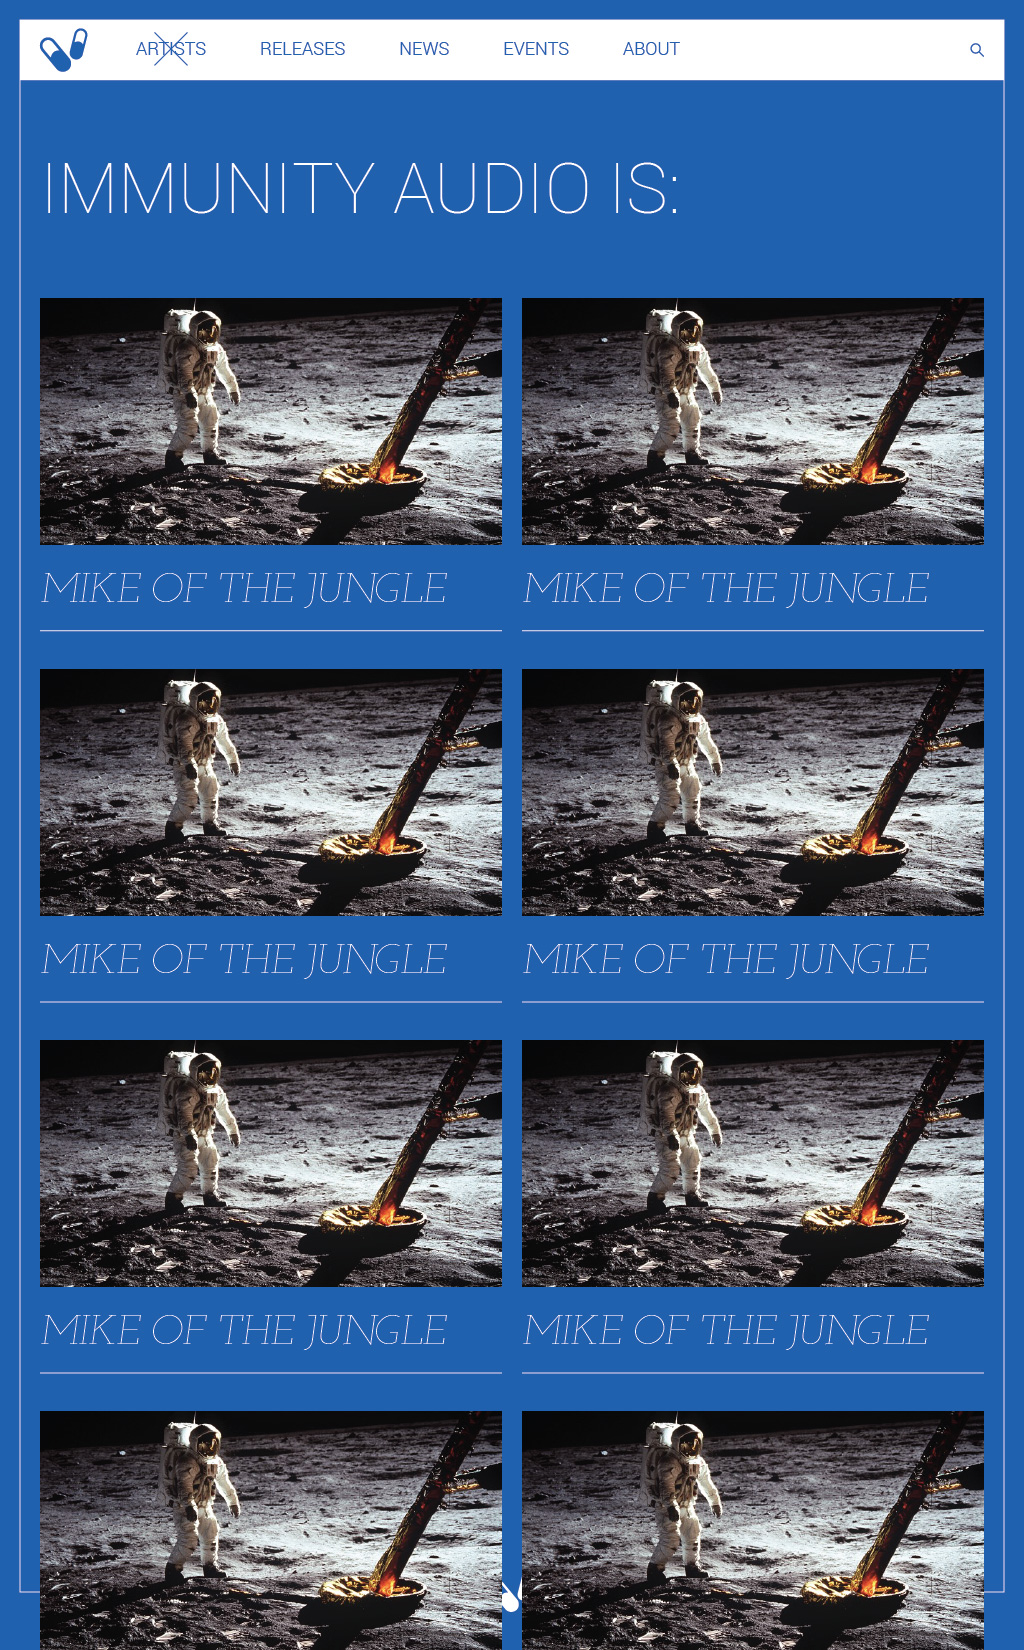 ARTISTS RELEASES NEWS EVENTS ABOUT
IMMUNITY AUDIO IS:
MIKE OF THE JUNGLE MIKE OF THE JUNGLE
MIKE OF THE JUNGLE MIKE OF THE JUNGLE
MIKE OF THE JUNGLE MIKE OF THE JUNGLE